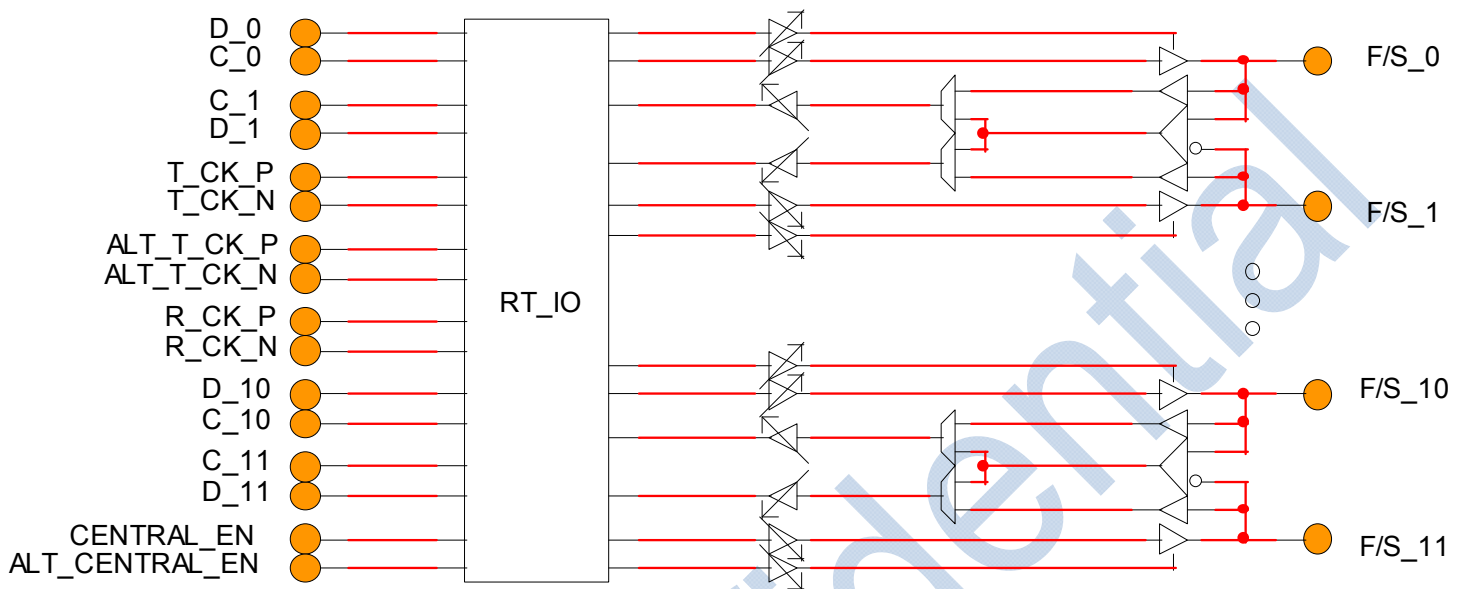 D_0
C_0
C_1
D_1
T_CK_P
T_CK_N
ALT_T_CK_P
ALT_T_CK_N
R_CK_P
R_CK_N
D_10
C_10
C_11
D_11
CENTRAL_EN
ALT_CENTRAL_EN
RT_IO
F/S_0
F/S_1
F/S_10
F/S_11
dential